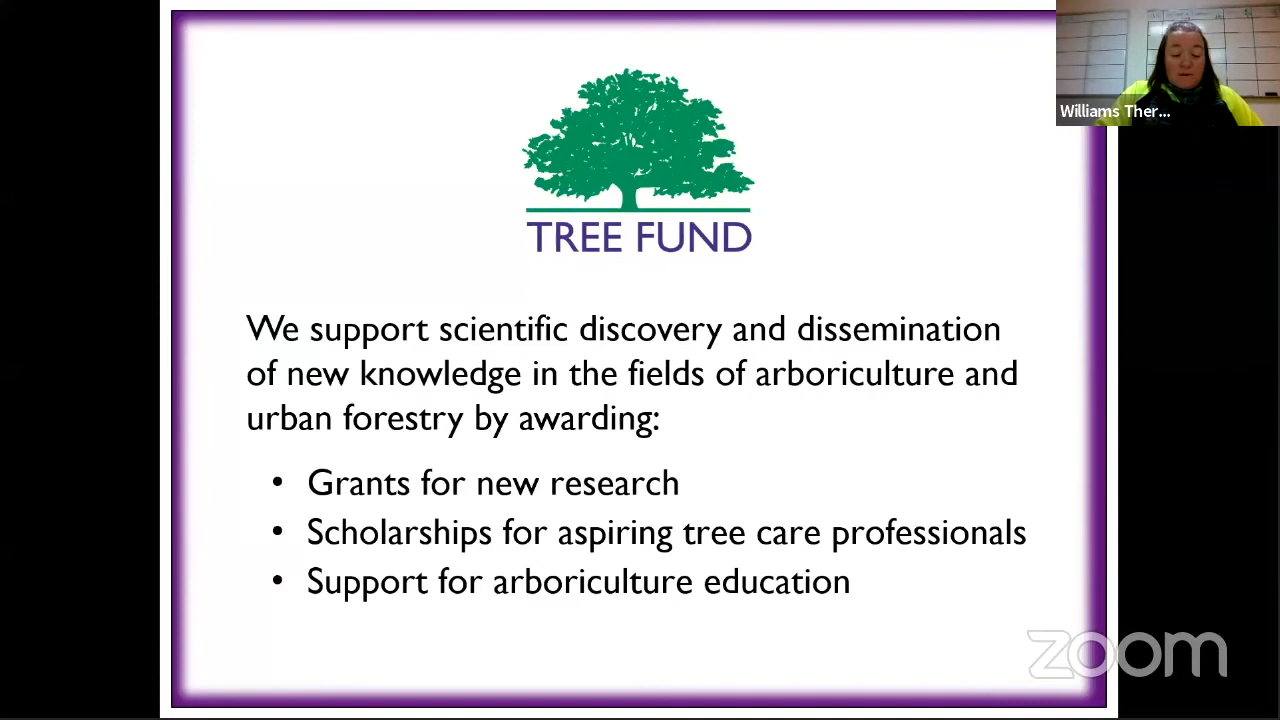 Williams Ther...
TREE FUND
We support scientific discovery and dissemination
of new knowledge in the fields of arboriculture and
urban forestry by awarding:
• Grants for new research
• Scholarships for aspiring tree care professionals
• Support for arboriculture education
zoom